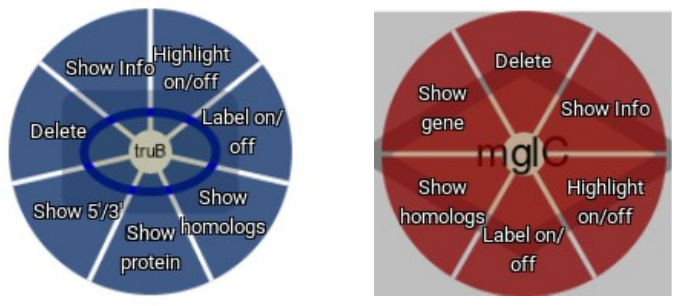 Show Info
Highlight
on/off
Label on/
off
Show
homologs
Show
protein
Show 5'/3'
Delete
truB
Delete
Show Info
Highlight
on/off
Label on/
off
Show
homologs
Show
gene
mglC